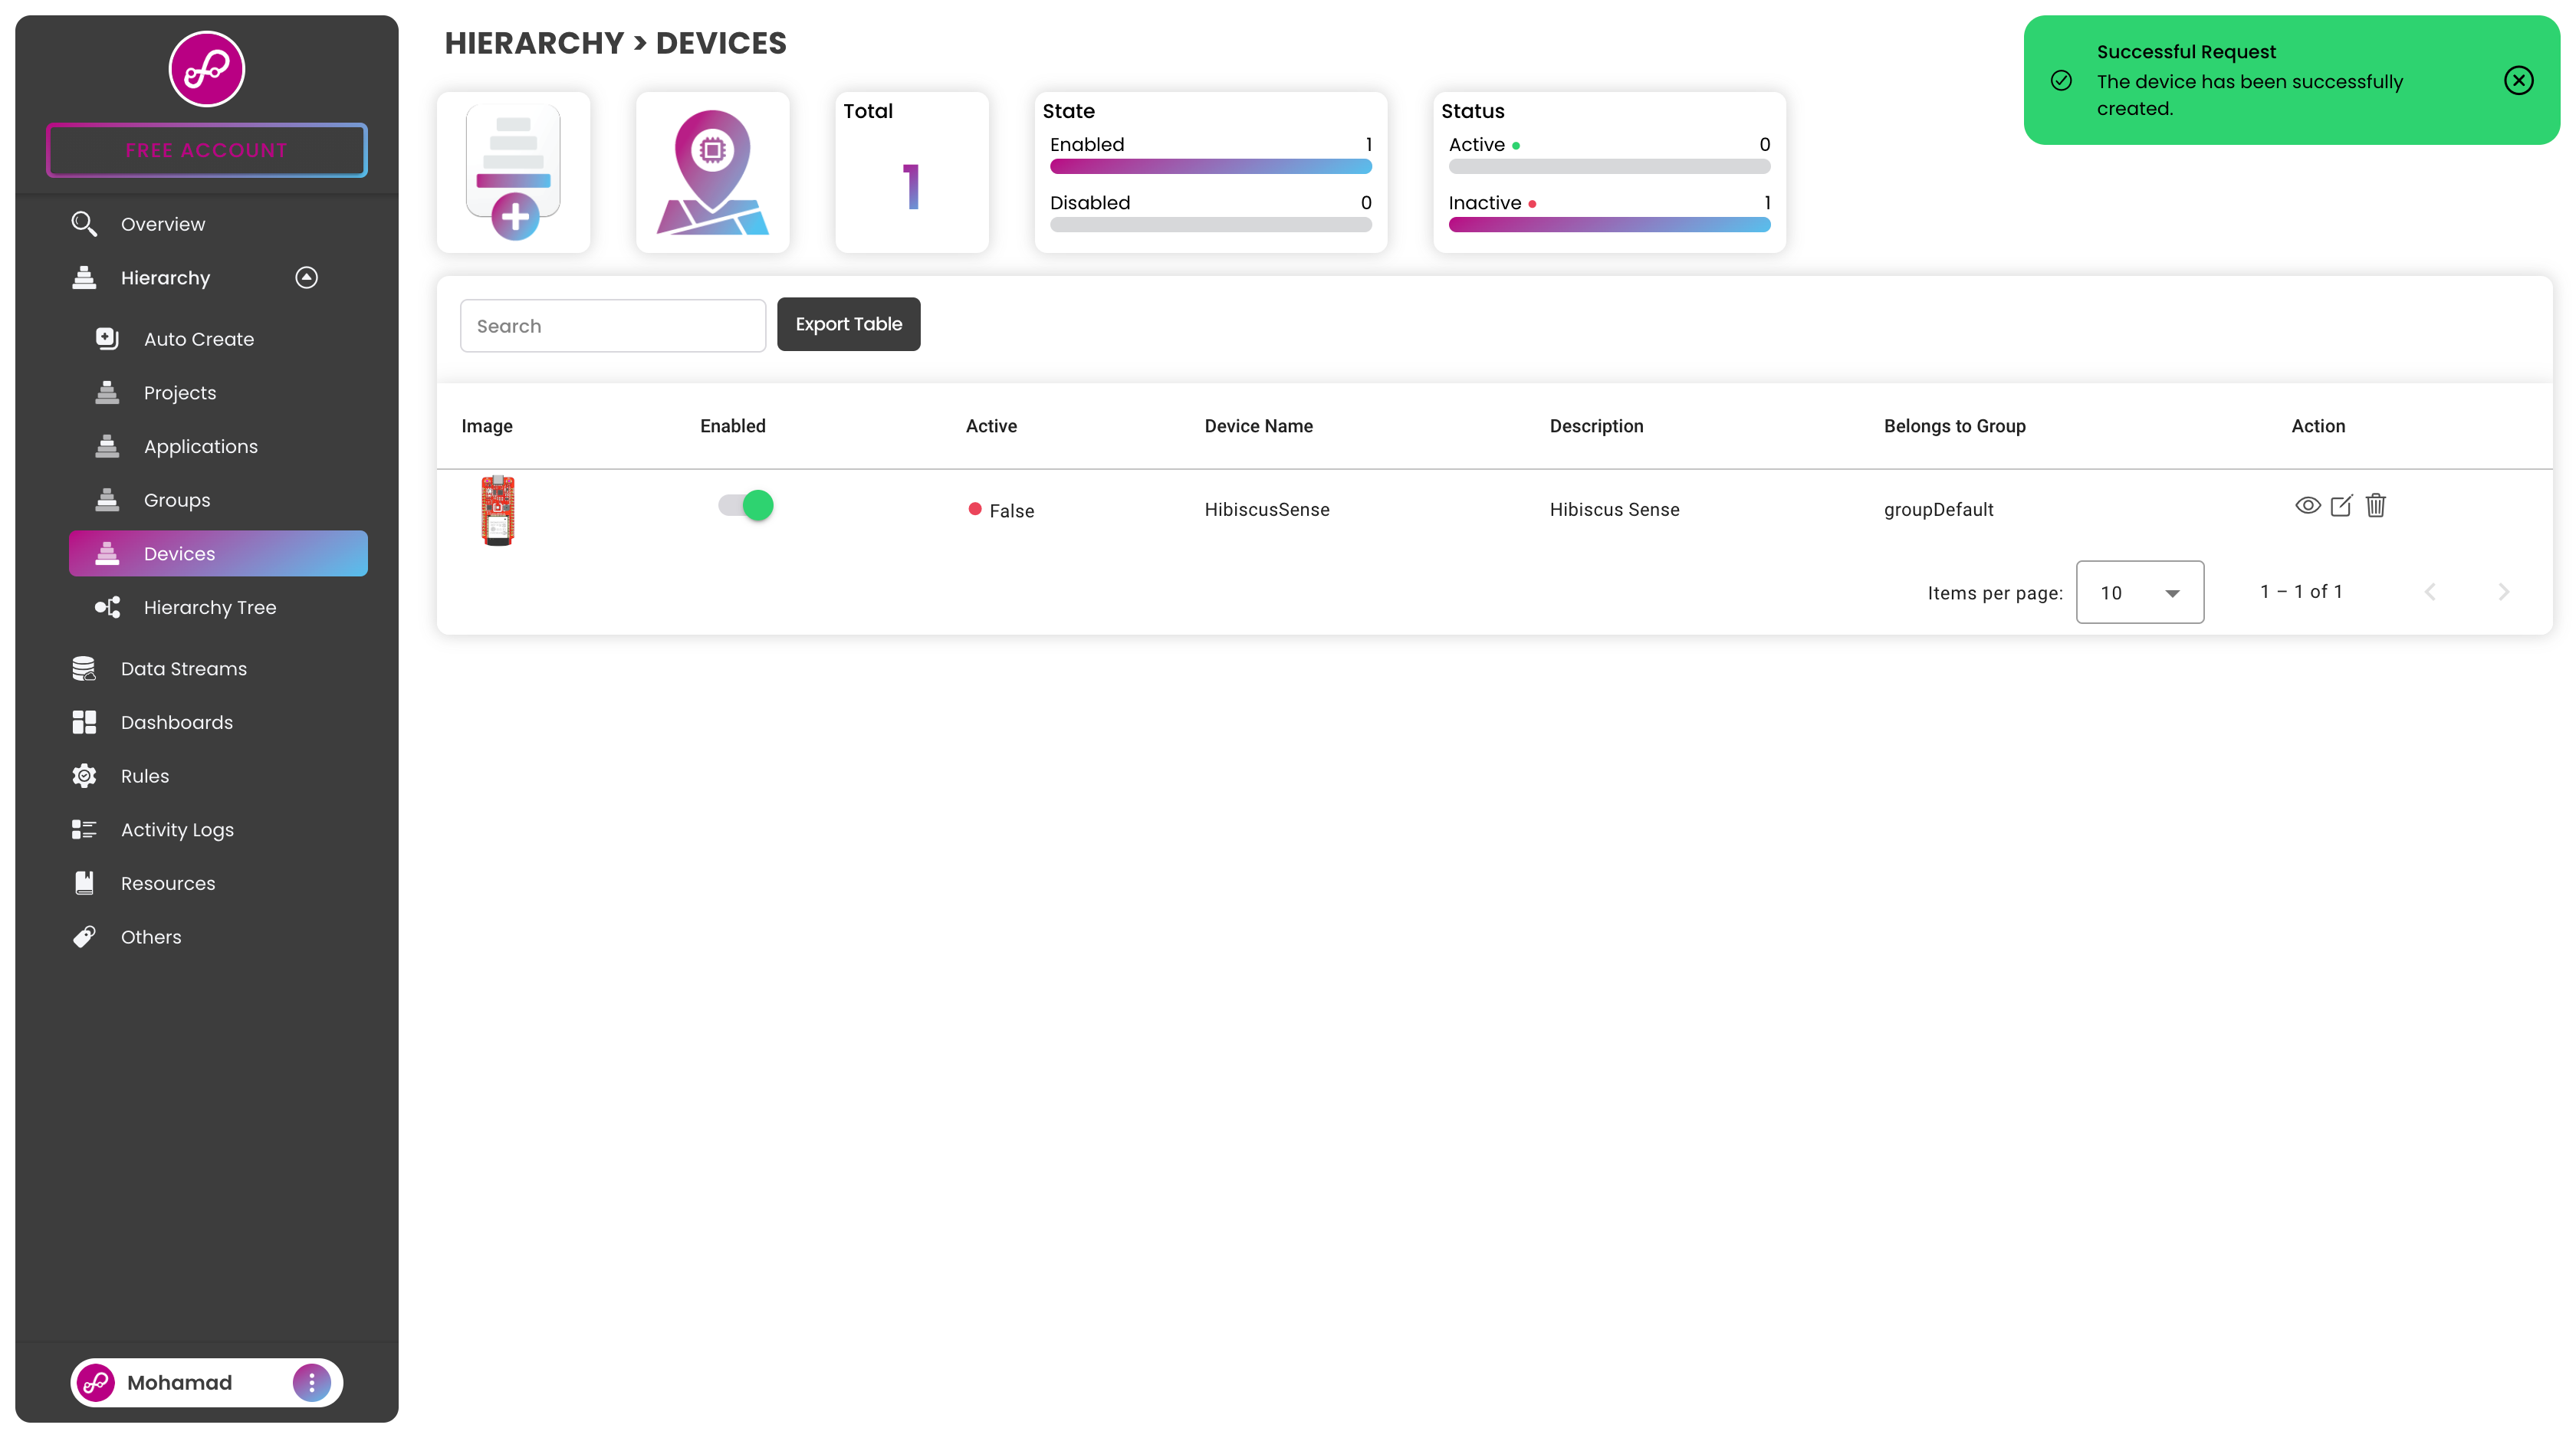 FREE ACCOUNT
Overview
Hierarchy
Auto Create
Projects
Applications
Groups
Devices
Hierarchy Tree
Data Streams
Dashboards
Rules
Activity Logs
Resources
Others
Mohamad
HIERARCHY > DEVICES
Total
1
State
Enabled 1
Disabled 0
Status
Active 0
Inactive 1
Successful Request
The device has been successfully
created.
Search
Export Table
Image Enabled Active Device Name Description Belongs to Group Action
False HibiscusSense Hibiscus Sense groupDefault
Items per page: 10 1 – 1 of 1